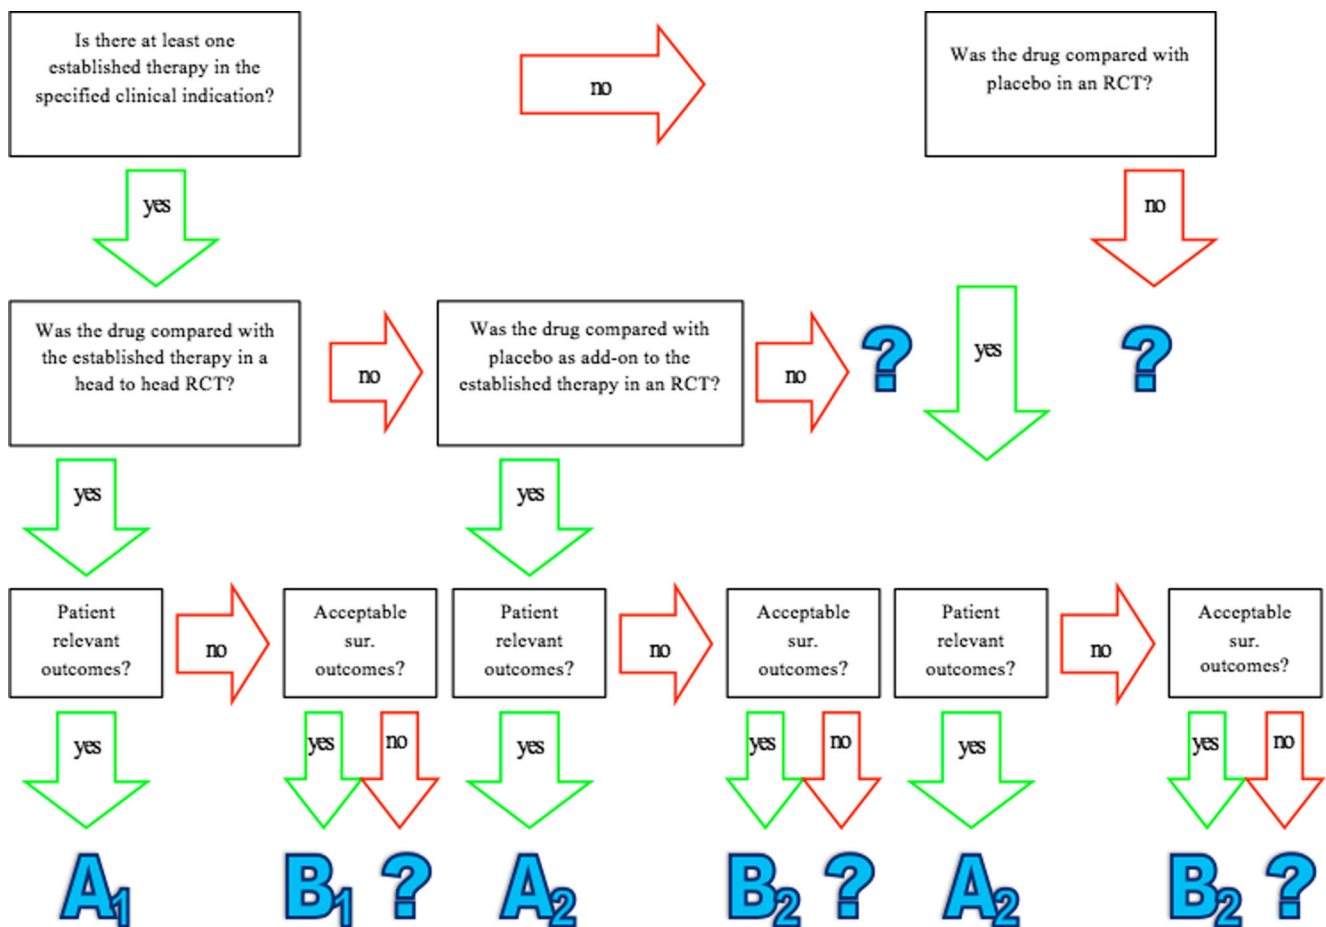 Is there at least one
established therapy in the
specified clinical indication?
no
Was the drug compared with
placebo in an RCT?
yes
no
Was the drug compared with
the established therapy in a
head to head RCT?
no
Was the drug compared with
placebo as add-on to the
established therapy in an RCT?
no
?
yes
?
yes
yes
Patient
relevant
outcomes?
no
Acceptable
sur.
outcomes?
Patient
relevant
outcomes?
no
Acceptable
sur.
outcomes?
Patient
relevant
outcomes?
no
Acceptable
sur.
outcomes?
yes
yes
no
yes
yes
no
yes
yes
no
A1
B1
?
A2
B2
?
A2
B2
?